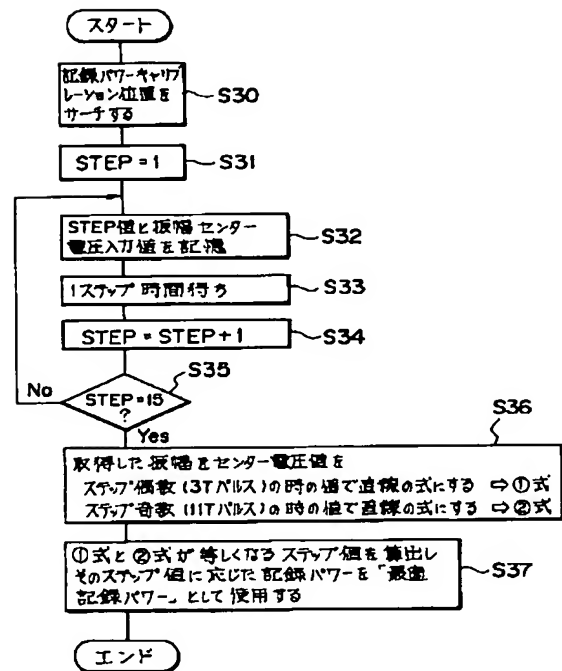 スタート
記録パワーキャリブ
レーション位置を
サーチする
S30
STEP=1
S31
STEP値と振幅センター
電圧入力値を記憶
S32
1ステップ時間待ち
S33
STEP=STEP+1
S34
S35
No
STEP=15
?
Yes
S36
取得した振幅をセンター電圧値を
ステップ偶数(3Tパルス)の時の値で直線の式にする ⇨①式
ステップ奇数(11Tパルス)の時の値で直線の式にする ⇨②式
①式と②式が等しくなるステップ値を算出し
そのステップ値に応じた記録パワーを「最適
記録パワー」として使用する
S37
エンド